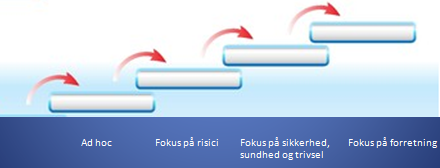 Ad hoc
Fokus på risici
Fokus på sikkerhed,
sundhed og trivsel
Fokus på forretning